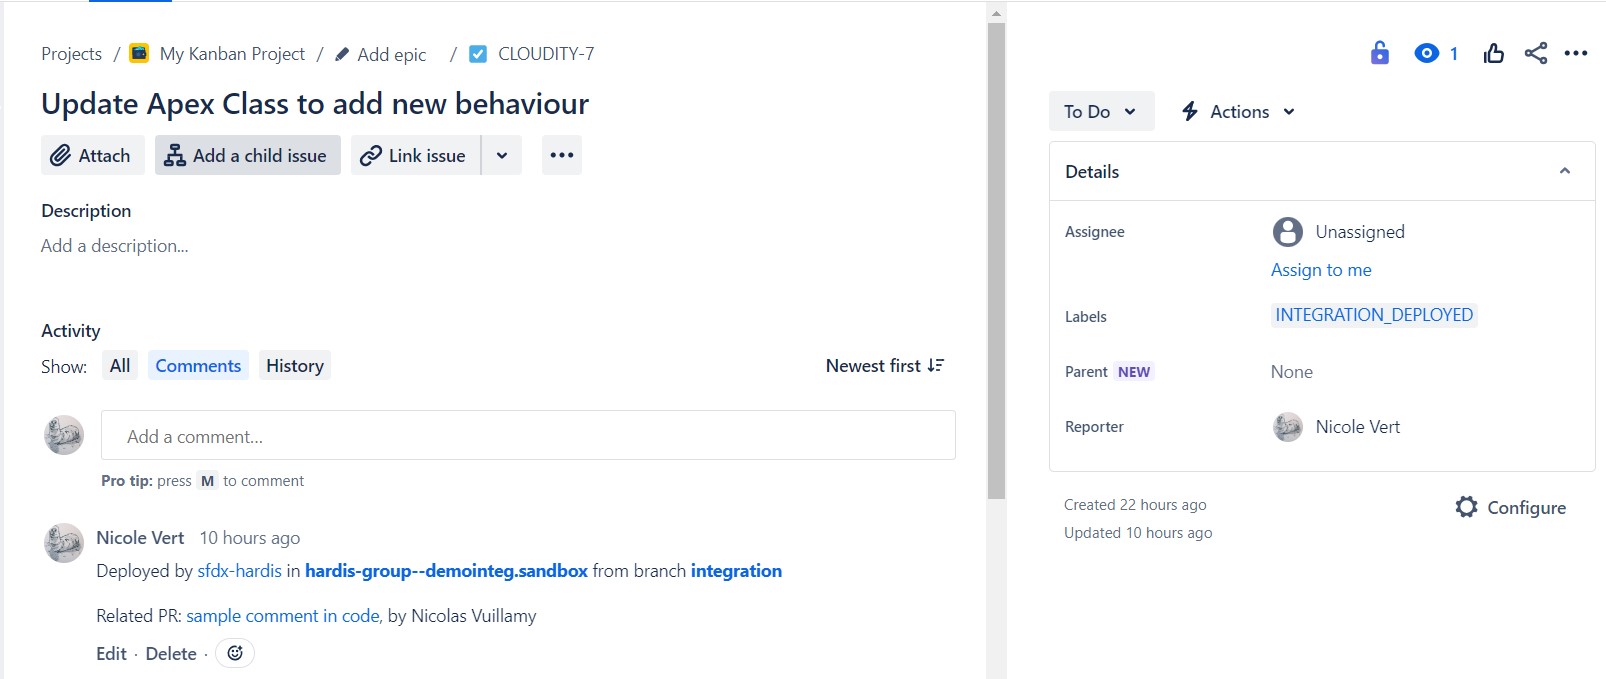 Projects / My Kanban Project / Add epic / CLOUDITY-7
Update Apex Class to add new behaviour
Attach Add a child issue Link issue
Description
Add a description...
Activity
Show: All Comments History Newest first
Add a comment...
Pro tip: press M to comment
Nicole Vert 10 hours ago
Deployed by sfdx-hardis in hardis-group--demointeg.sandbox from branch integration
Related PR: sample comment in code, by Nicolas Vuillamy
Edit · Delete ·
1
To Do Actions
Details
Assignee Unassigned
Assign to me
Labels INTEGRATION_DEPLOYED
Parent NEW None
Reporter Nicole Vert
Created 22 hours ago
Configure
Updated 10 hours ago